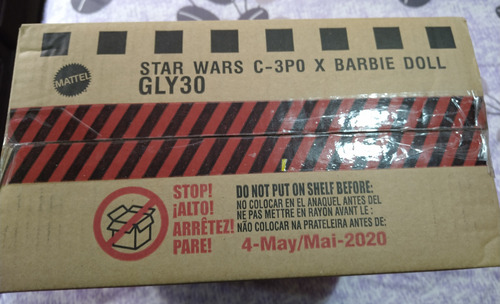 MATTEL
STAR WARS C-3PO X BARBIE DOLL
GLY30
STOP!
¡ALTO!
ARRÊTEZ!
PARE!
DO NOT PUT ON SHELF BEFORE:
NO COLOCAR EN EL ANAQUEL ANTES DEL
NE PAS METTRE EN RAYON AVANT LE :
NÃO COLOCAR NA PRATELEIRA ANTES DE:
4-May/Mai-2020